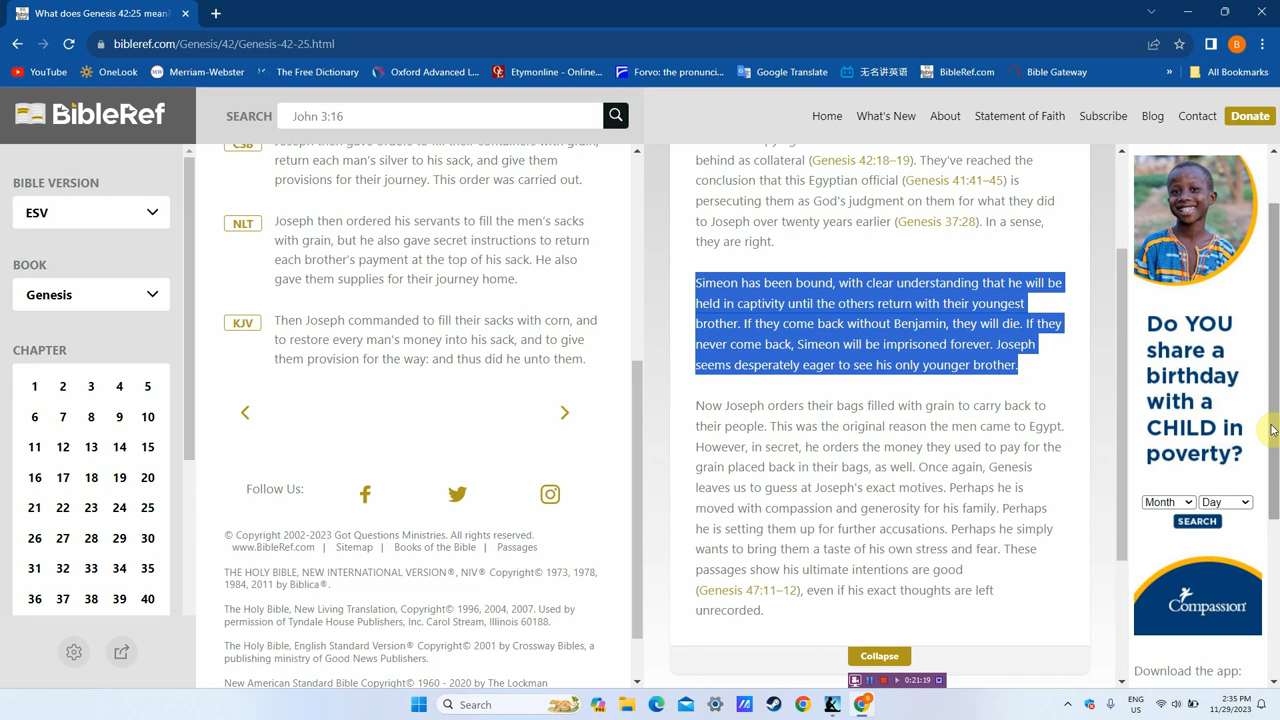 What does Genesis 42:25 mean?
bibleref.com/Genesis/42/Genesis-42-25.html
B
YouTube
OneLook
Merriam-Webster
The Free Dictionary
Oxford Advanced L...
Etymonline - Online...
Forvo: the pronunci...
Google Translate
无名讲英语
BibleRef.com
Bible Gateway
»
All Bookmarks
BibleRef
SEARCH
John 3:16
Home
What's New
About
Statement of Faith
Subscribe
Blog
Contact
Donate
BIBLE VERSION
ESV
BOOK
Genesis
CHAPTER
1 2 3 4 5
6 7 8 9 10
11 12 13 14 15
16 17 18 19 20
21 22 23 24 25
26 27 28 29 30
31 32 33 34 35
36 37 38 39 40
CSB
return each man's silver to his sack, and give them
provisions for their journey. This order was carried out.
NLT
Joseph then ordered his servants to fill the men's sacks
with grain, but he also gave secret instructions to return
each brother's payment at the top of his sack. He also
gave them supplies for their journey home.
KJV
Then Joseph commanded to fill their sacks with corn, and
to restore every man's money into his sack, and to give
them provision for the way: and thus did he unto them.
Follow Us:
© Copyright 2002-2023 Got Questions Ministries. All rights reserved.
www.BibleRef.com | Sitemap | Books of the Bible | Passages
THE HOLY BIBLE, NEW INTERNATIONAL VERSION®, NIV® Copyright© 1973, 1978,
1984, 2011 by Biblica®.
The Holy Bible, New Living Translation, Copyright© 1996, 2004, 2007. Used by
permission of Tyndale House Publishers, Inc. Carol Stream, Illinois 60188.
The Holy Bible, English Standard Version® Copyright© 2001 by Crossway Bibles, a
publishing ministry of Good News Publishers.
New American Standard Bible Copyright© 1960 - 2020 by The Lockman
behind as collateral (Genesis 42:18–19). They've reached the
conclusion that this Egyptian official (Genesis 41:41–45) is
persecuting them as God's judgment on them for what they did
to Joseph over twenty years earlier (Genesis 37:28). In a sense,
they are right.
Simeon has been bound, with clear understanding that he will be
held in captivity until the others return with their youngest
brother. If they come back without Benjamin, they will die. If they
never come back, Simeon will be imprisoned forever. Joseph
seems desperately eager to see his only younger brother.
Now Joseph orders their bags filled with grain to carry back to
their people. This was the original reason the men came to Egypt.
However, in secret, he orders the money they used to pay for the
grain placed back in their bags, as well. Once again, Genesis
leaves us to guess at Joseph's exact motives. Perhaps he is
moved with compassion and generosity for his family. Perhaps
he is setting them up for further accusations. Perhaps he simply
wants to bring them a taste of his own stress and fear. These
passages show his ultimate intentions are good
(Genesis 47:11–12), even if his exact thoughts are left
unrecorded.
Collapse
0:21:19
Do YOU
share a
birthday
with a
CHILD in
poverty?
Month
Day
SEARCH
Compassion
Download the app:
Search
ENG
US
2:35 PM
11/29/2023